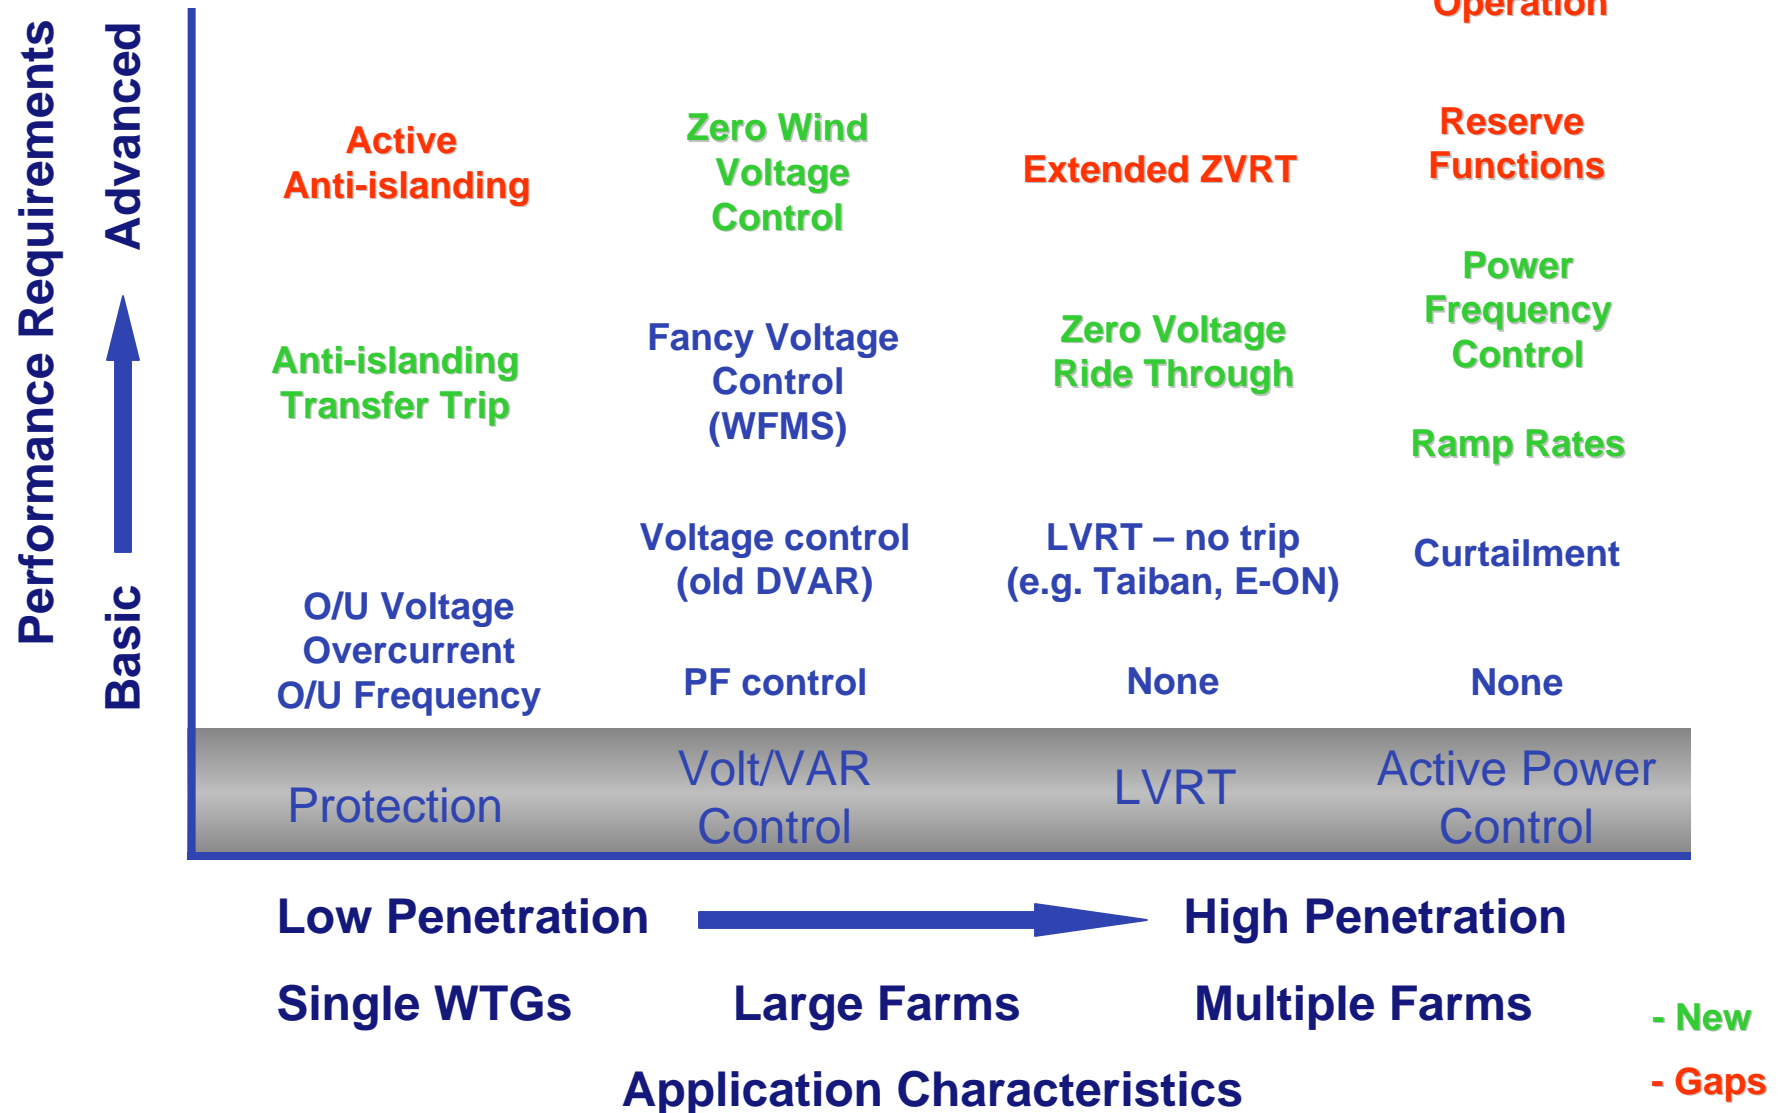 Performance Requirements
Basic
Advanced
Operation
Active
Anti-islanding
Zero Wind
Voltage
Control
Extended ZVRT
Reserve
Functions
Anti-islanding
Transfer Trip
Fancy Voltage
Control
(WFMS)
Zero Voltage
Ride Through
Power
Frequency
Control
Ramp Rates
O/U Voltage
Overcurrent
O/U Frequency
Voltage control
(old DVAR)
LVRT – no trip
(e.g. Taiban, E-ON)
Curtailment
PF control
None
None
Protection
Volt/VAR
Control
LVRT
Active Power
Control
Low Penetration
High Penetration
Single WTGs
Large Farms
Multiple Farms
- New
Application Characteristics
- Gaps